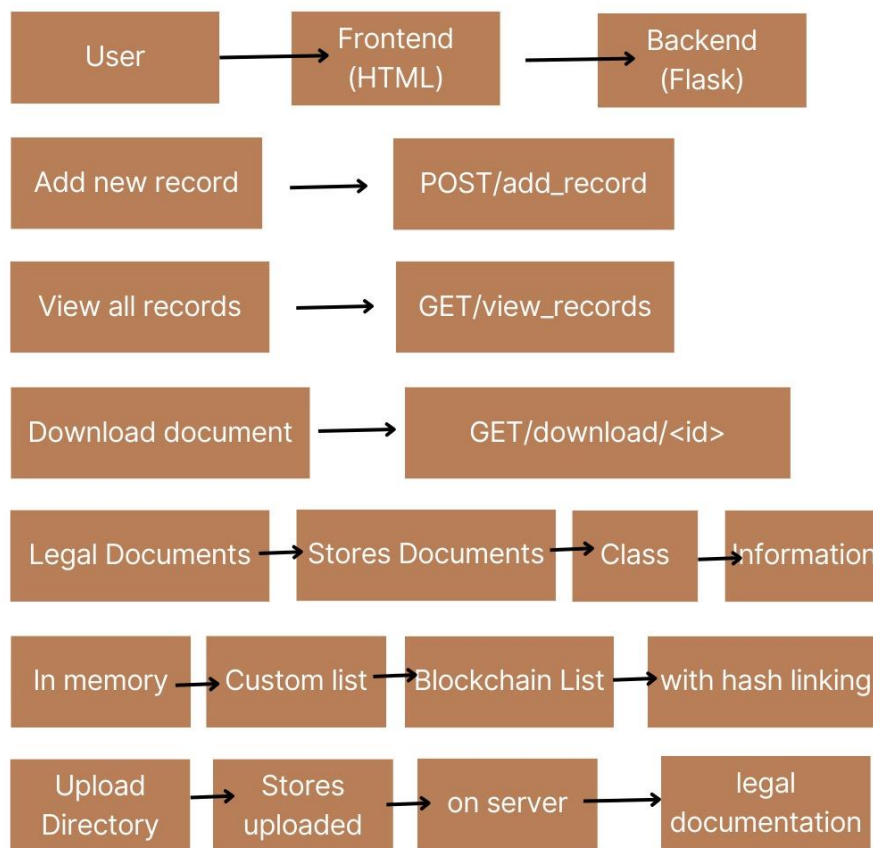 User
Frontend
(HTML)
Backend
(Flask)
Add new record
POST/add_record
View all records
GET/view_records
Download document
GET/download/<id>
Legal Documents
Stores Documents
Class
Information
In memory
Custom list
Blockchain List
with hash linking
Upload
Directory
Stores
uploaded
on server
legal
documentation